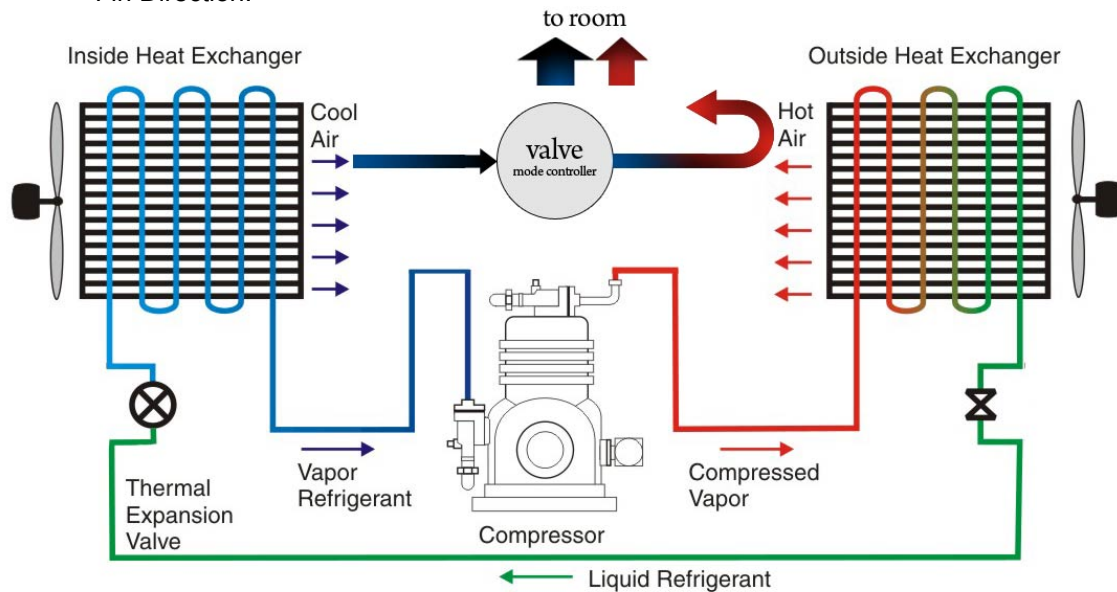 to room
Inside Heat Exchanger
Outside Heat Exchanger
Cool
Air
Hot
Air
valve
mode controller
Vapor
Refrigerant
Compressed
Vapor
Thermal
Expansion
Valve
Compressor
Liquid Refrigerant